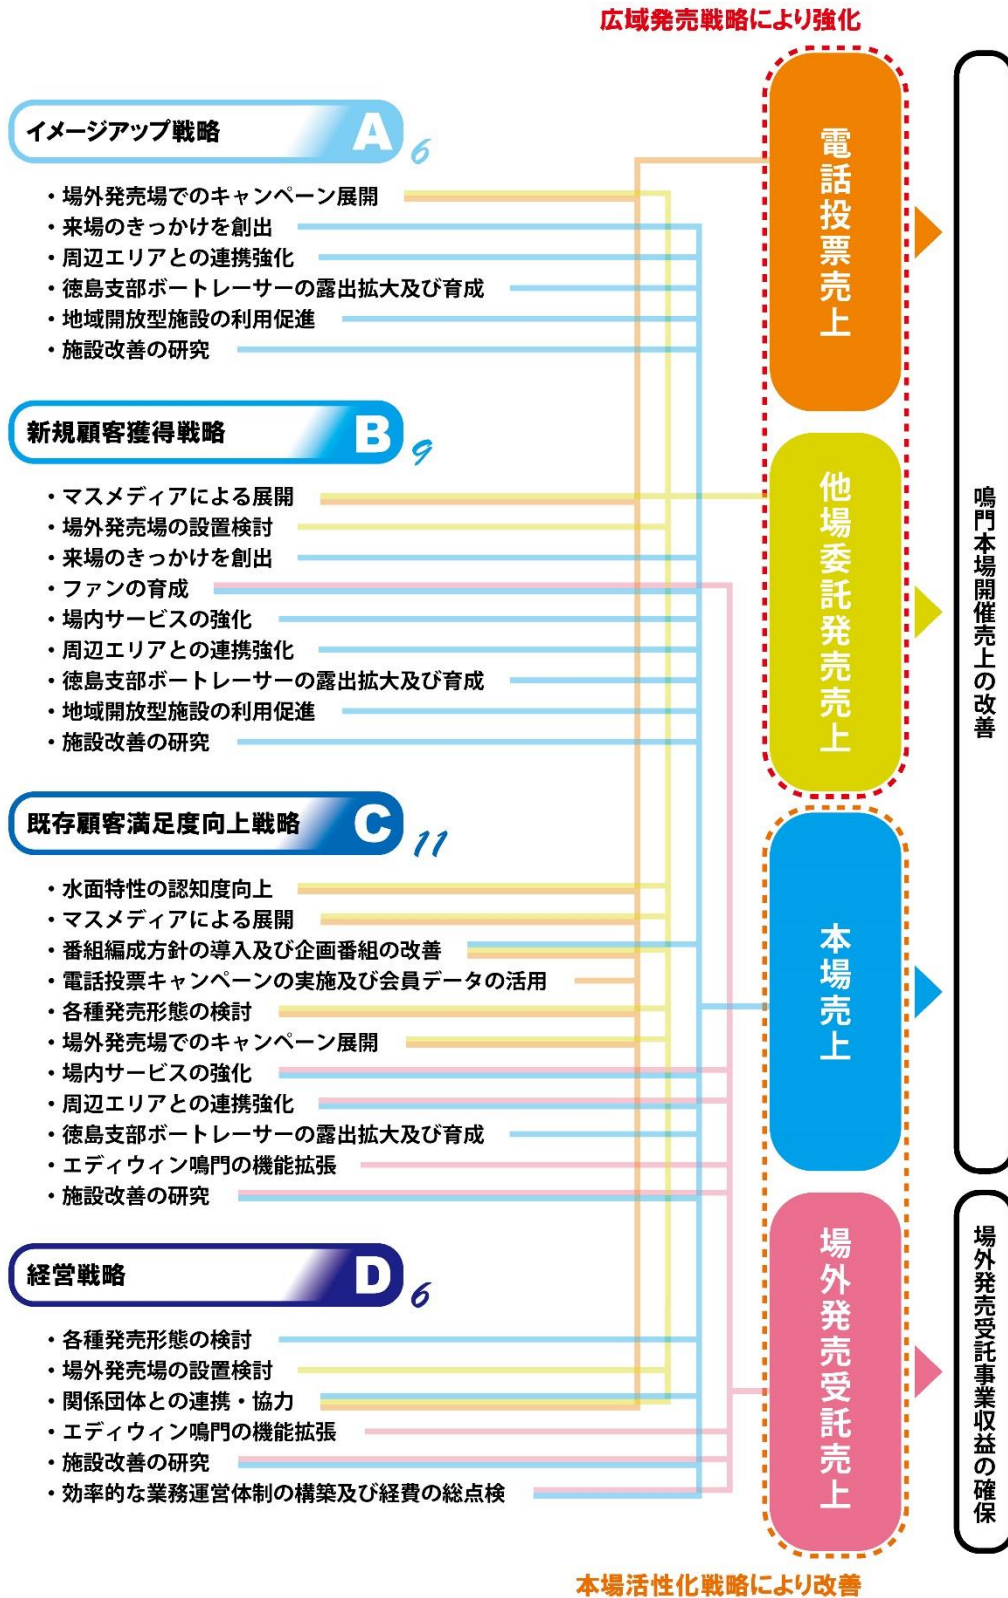 広域発売戦略により強化
イメージアップ戦略 A 6
・場外発売場でのキャンペーン展開
・来場のきっかけを創出
・周辺エリアとの連携強化
・徳島支部ボートレーサーの露出拡大及び育成
・地域開放型施設の利用促進
・施設改善の研究
新規顧客獲得戦略 B 9
・マスメディアによる展開
・場外発売場の設置検討
・来場のきっかけを創出
・ファンの育成
・場内サービスの強化
・周辺エリアとの連携強化
・徳島支部ボートレーサーの露出拡大及び育成
・地域開放型施設の利用促進
・施設改善の研究
既存顧客満足度向上戦略 C 11
・水面特性の認知度向上
・マスメディアによる展開
・番組編成方針の導入及び企画番組の改善
・電話投票キャンペーンの実施及び会員データの活用
・各種発売形態の検討
・場外発売場でのキャンペーン展開
・場内サービスの強化
・周辺エリアとの連携強化
・徳島支部ボートレーサーの露出拡大及び育成
・エディウィン鳴門の機能拡張
・施設改善の研究
経営戦略 D 6
・各種発売形態の検討
・場外発売場の設置検討
・関係団体との連携・協力
・エディウィン鳴門の機能拡張
・施設改善の研究
・効率的な業務運営体制の構築及び経費の総点検
電話投票売上
他場委託発売売上
本場売上
場外発売受託売上
鳴門本場開催売上の改善
場外発売受託事業収益の確保
本場活性化戦略により改善